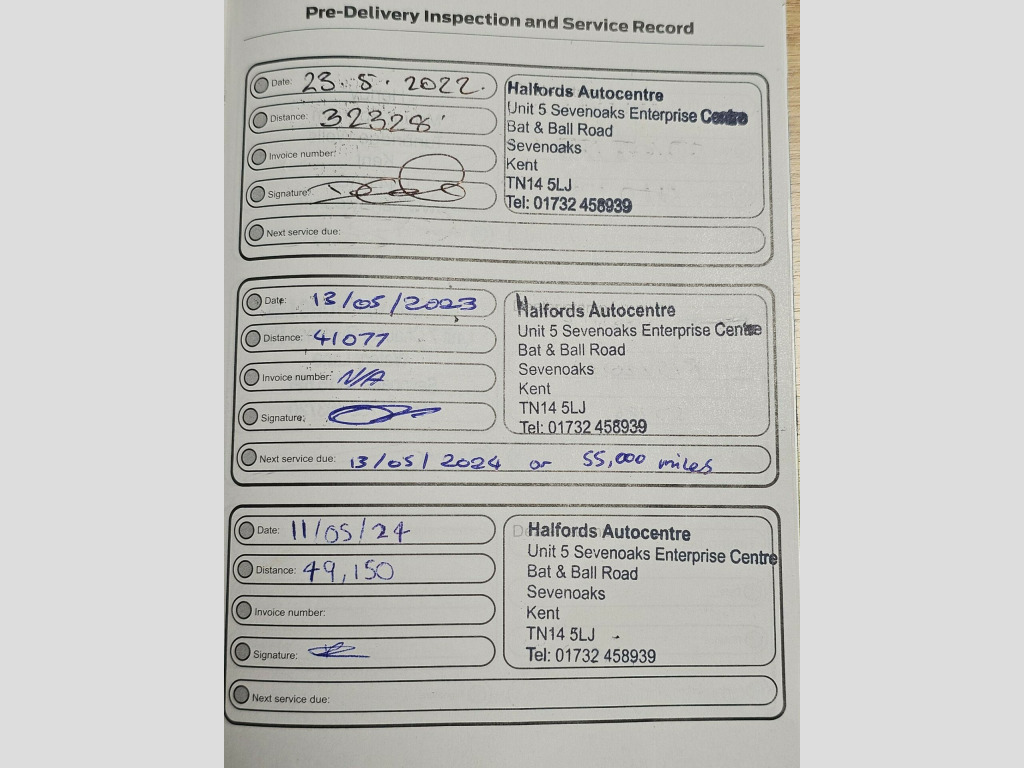 Pre-Delivery Inspection and Service Record
Date: 23.5.2022.
Distance: 32328
Invoice number:
Signature:
Next service due:
Halfords Autocentre
Unit 5 Sevenoaks Enterprise Centre
Bat & Ball Road
Sevenoaks
Kent
TN14 5LJ
Tel: 01732 458939
Date: 13/05/2023
Distance: 41077
Invoice number: N/A
Signature:
Next service due: 13/05/2024 or 55,000 miles
Halfords Autocentre
Unit 5 Sevenoaks Enterprise Centre
Bat & Ball Road
Sevenoaks
Kent
TN14 5LJ
Tel: 01732 458939
Date: 11/05/24
Distance: 49,150
Invoice number:
Signature:
Next service due:
Halfords Autocentre
Unit 5 Sevenoaks Enterprise Centre
Bat & Ball Road
Sevenoaks
Kent
TN14 5LJ
Tel: 01732 458939